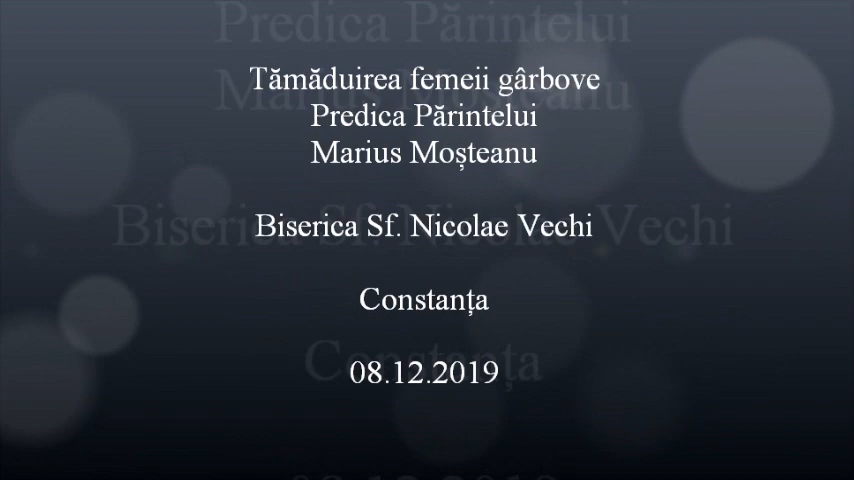 Tămăduirea femeii gârbove
Predica Părintelui
Marius Moșteanu
Biserica Sf. Nicolae Vechi
Constanța
08.12.2019